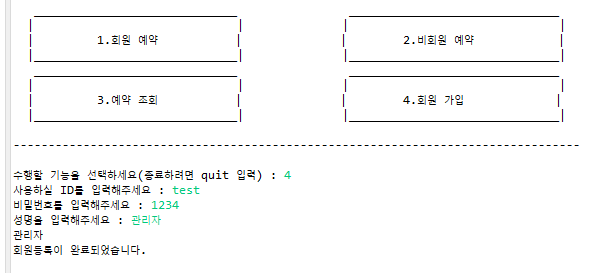 1.회원 예약
2.비회원 예약
3.예약 조회
4.회원 가입
수행할 기능을 선택하세요(종료하려면 quit 입력) : 4
사용하실 ID를 입력해주세요 : test
비밀번호를 입력해주세요 : 1234
성명을 입력해주세요 : 관리자
관리자
회원등록이 완료되었습니다.